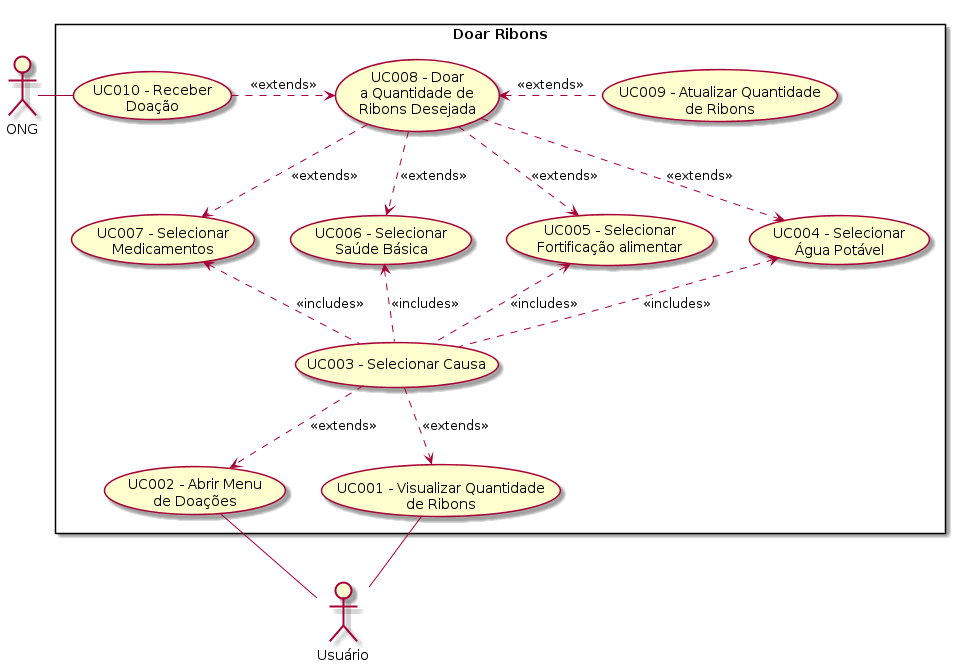 Doar Ribons
ONG
UC010 - Receber
Doação
«extends»
UC008 - Doar
a Quantidade de
Ribons Desejada
«extends»
UC009 - Atualizar Quantidade
de Ribons
«extends»
«extends»
«extends»
«extends»
UC007 - Selecionar
Medicamentos
UC006 - Selecionar
Saúde Básica
UC005 - Selecionar
Fortificação alimentar
UC004 - Selecionar
Água Potável
«includes»
«includes»
«includes»
«includes»
UC003 - Selecionar Causa
«extends»
«extends»
UC002 - Abrir Menu
de Doações
UC001 - Visualizar Quantidade
de Ribons
Usuário